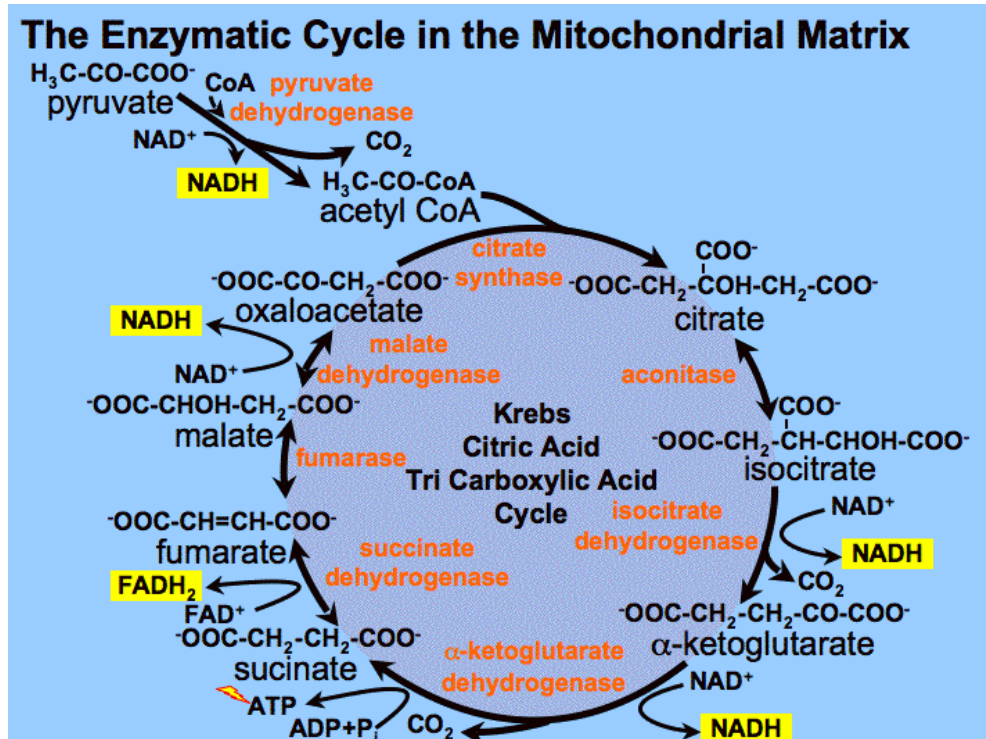 The Enzymatic Cycle in the Mitochondrial Matrix
H₃C-CO-COO⁻
pyruvate
CoA
pyruvate
dehydrogenase
NAD⁺
NADH
CO₂
H₃C-CO-CoA
acetyl CoA
citrate
synthase
⁻OOC-CO-CH₂-COO⁻
oxaloacetate
COO⁻
⁻OOC-CH₂-COH-CH₂-COO⁻
citrate
NADH
NAD⁺
malate
dehydrogenase
aconitase
⁻OOC-CHOH-CH₂-COO⁻
malate
Krebs
Citric Acid
Tri Carboxylic Acid
Cycle
COO⁻
⁻OOC-CH₂-CH-CHOH-COO⁻
isocitrate
fumarase
isocitrate
dehydrogenase
NAD⁺
NADH
CO₂
⁻OOC-CH=CH-COO⁻
fumarate
succinate
dehydrogenase
FADH₂
FAD⁺
⁻OOC-CH₂-CH₂-CO-COO⁻
α-ketoglutarate
⁻OOC-CH₂-CH₂-COO⁻
sucinate
α-ketoglutarate
dehydrogenase
NAD⁺
NADH
ATP
ADP+Pᵢ
CO₂